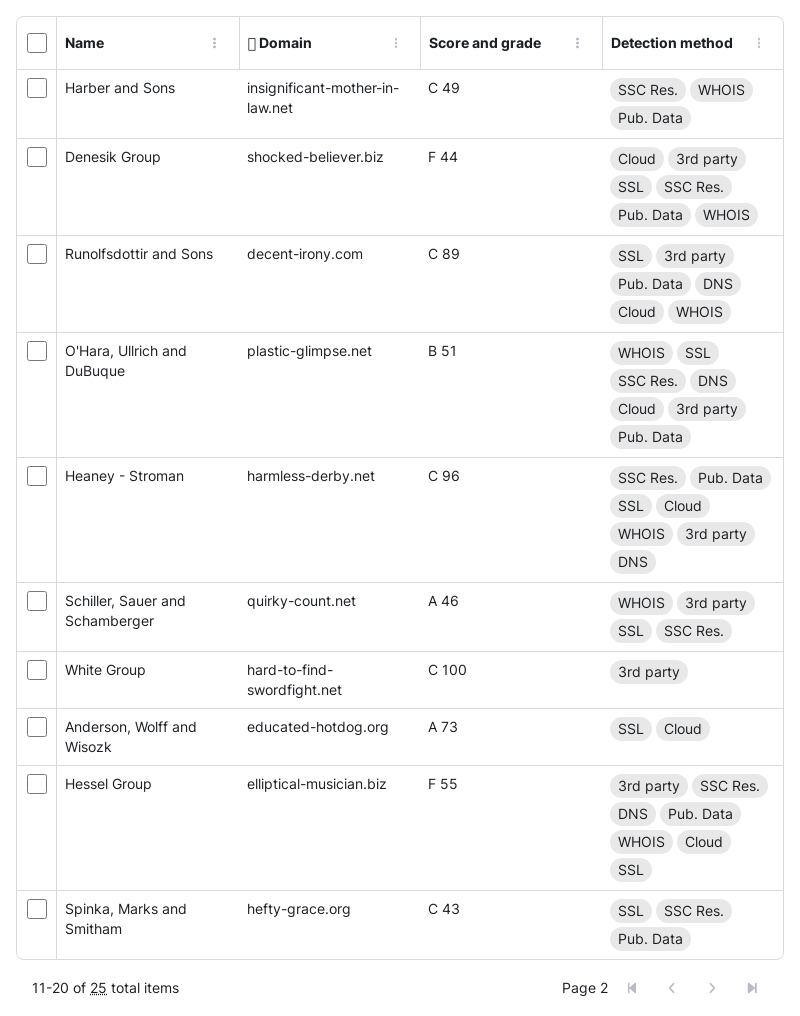 Name Domain Score and grade Detection method
Harber and Sons insignificant-mother-in- C 49 SSC Res. WHOIS
law.net Pub. Data
Denesik Group shocked-believer.biz F 44 Cloud 3rd party
SSL SSC Res.
Pub. Data WHOIS
Runolfsdottir and Sons decent-irony.com C 89 SSL 3rd party
Pub. Data DNS
Cloud WHOIS
O'Hara, Ullrich and plastic-glimpse.net B 51 WHOIS SSL
DuBuque SSC Res. DNS
Cloud 3rd party
Pub. Data
Heaney - Stroman harmless-derby.net C 96 SSC Res. Pub. Data
SSL Cloud
WHOIS 3rd party
DNS
Schiller, Sauer and quirky-count.net A 46 WHOIS 3rd party
Schamberger SSL SSC Res.
White Group hard-to-find- C 100 3rd party
swordfight.net
Anderson, Wolff and educated-hotdog.org A 73 SSL Cloud
Wisozk
Hessel Group elliptical-musician.biz F 55 3rd party SSC Res.
DNS Pub. Data
WHOIS Cloud
SSL
Spinka, Marks and hefty-grace.org C 43 SSL SSC Res.
Smitham Pub. Data
11-20 of 25 total items Page 2